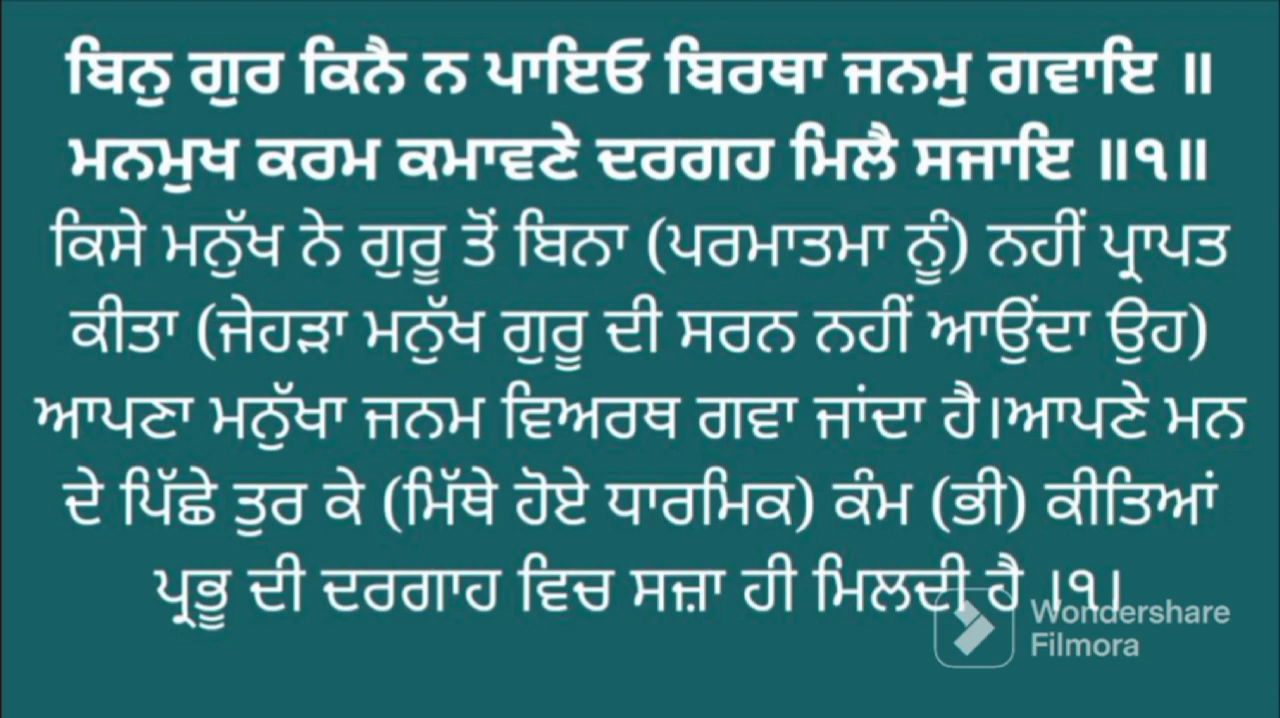 ਬਿਨੁ ਗੁਰ ਕਿਨੈ ਨ ਪਾਇਓ ਬਿਰਥਾ ਜਨਮੁ ਗਵਾਇ ॥
ਮਨਮੁਖ ਕਰਮ ਕਮਾਵਣੇ ਦਰਗਹ ਮਿਲੈ ਸਜਾਇ ॥੧॥
ਕਿਸੇ ਮਨੁੱਖ ਨੇ ਗੁਰੂ ਤੋਂ ਬਿਨਾ (ਪਰਮਾਤਮਾ ਨੂੰ) ਨਹੀਂ ਪ੍ਰਾਪਤ
ਕੀਤਾ (ਜੇਹੜਾ ਮਨੁੱਖ ਗੁਰੂ ਦੀ ਸਰਨ ਨਹੀਂ ਆਉਂਦਾ ਉਹ)
ਆਪਣਾ ਮਨੁੱਖਾ ਜਨਮ ਵਿਅਰਥ ਗਵਾ ਜਾਂਦਾ ਹੈ।ਆਪਣੇ ਮਨ
ਦੇ ਪਿੱਛੇ ਤੁਰ ਕੇ (ਮਿੱਥੇ ਹੋਏ ਧਾਰਮਿਕ) ਕੰਮ (ਭੀ) ਕੀਤਿਆਂ
ਪ੍ਰਭੂ ਦੀ ਦਰਗਾਹ ਵਿਚ ਸਜ਼ਾ ਹੀ ਮਿਲਦੀ ਹੈ ।੧।
Wondershare
Filmora